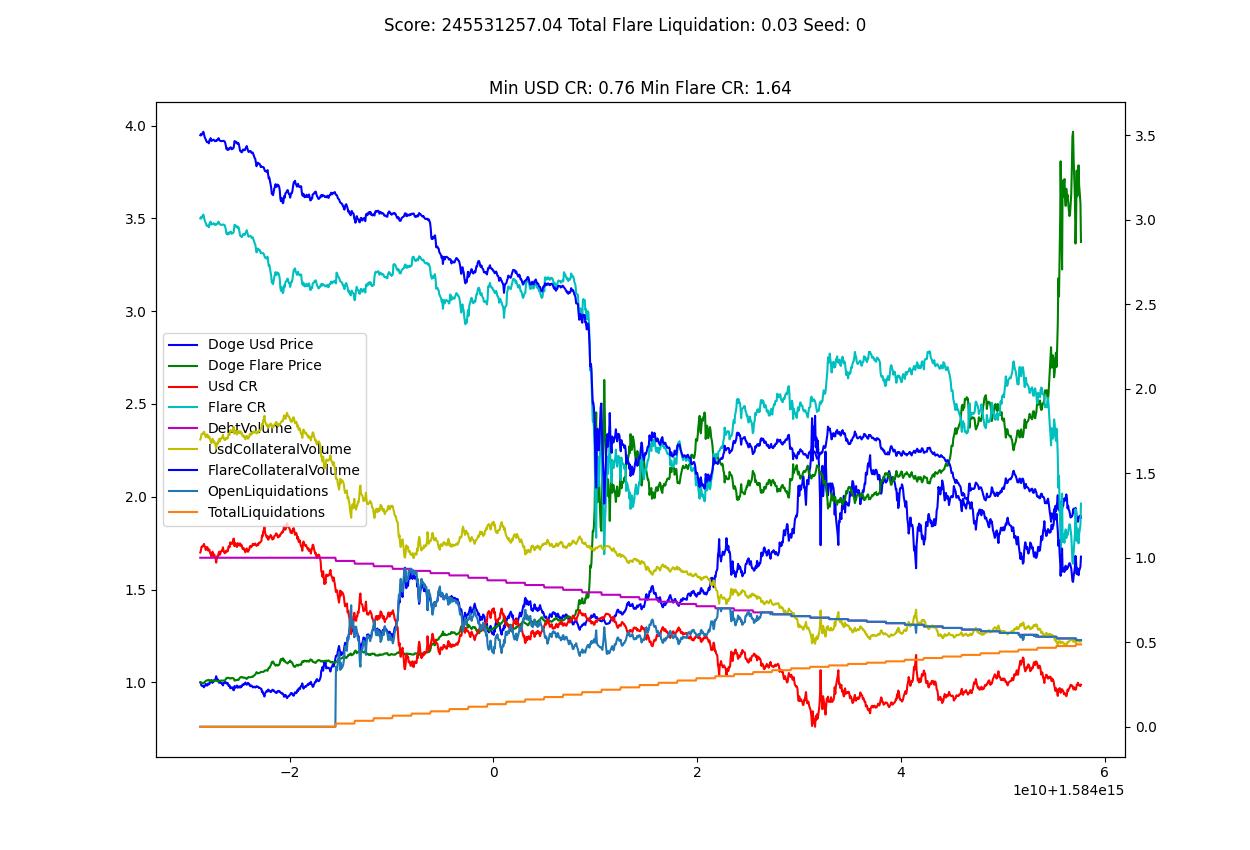 Score: 245531257.04 Total Flare Liquidation: 0.03 Seed: 0
Min USD CR: 0.76 Min Flare CR: 1.64
4.0
3.5
3.0
2.5
2.0
1.5
1.0
Doge Usd Price
Doge Flare Price
Usd CR
Flare CR
DebtVolume
UsdCollateralVolume
FlareCollateralVolume
OpenLiquidations
TotalLiquidations
3.5
3.0
2.5
2.0
1.5
1.0
0.5
0.0
−2 0 2 4 6
1e10+1.584e15